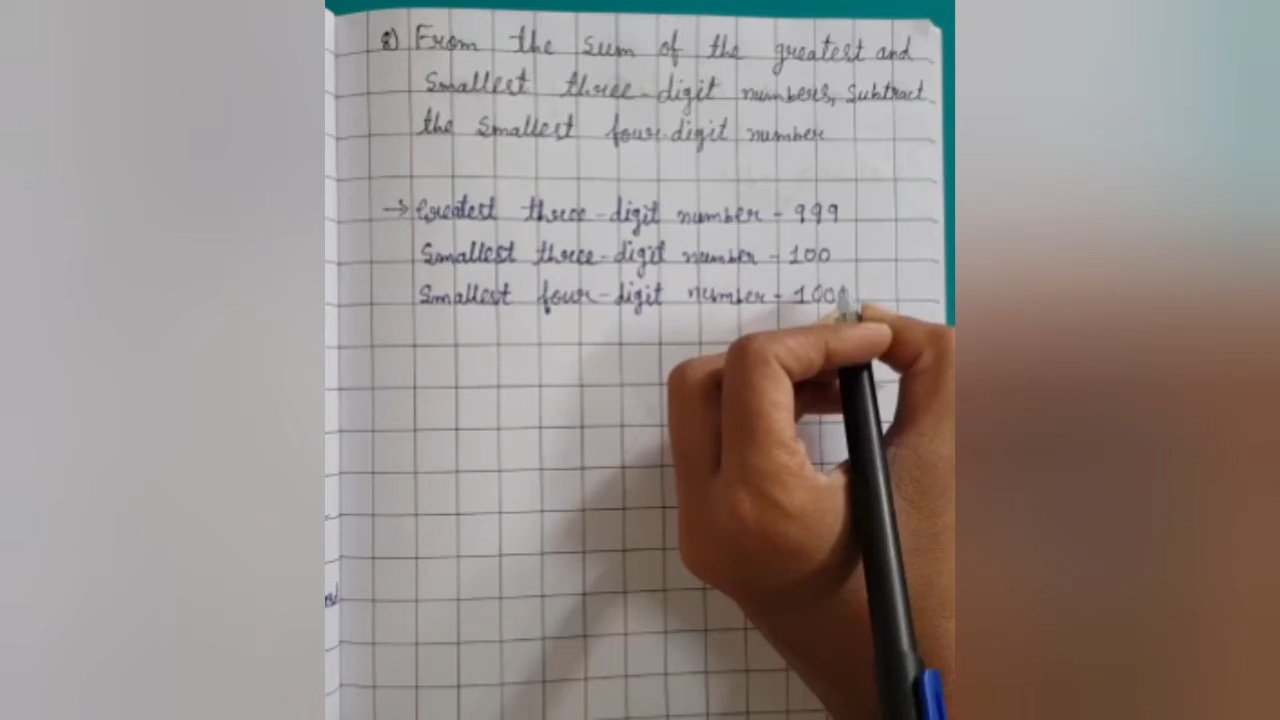 8) From the sum of the greatest and
smallest three-digit numbers, subtract
the smallest four-digit number
→ Greatest three-digit number - 999
Smallest three-digit number - 100
Smallest four-digit number - 1000